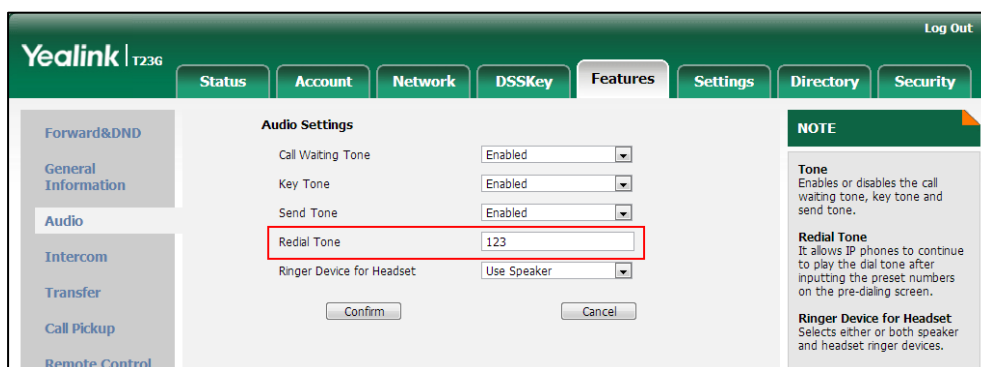 Log Out
Yealink | T23G
Status Account Network DSSKey Features Settings Directory Security
Forward&DND
General
Information
Audio
Intercom
Transfer
Call Pickup
Remote Control
Audio Settings
Call Waiting Tone Enabled
Key Tone Enabled
Send Tone Enabled
Redial Tone 123
Ringer Device for Headset Use Speaker
Confirm Cancel
NOTE
Tone
Enables or disables the call
waiting tone, key tone and
send tone.
Redial Tone
It allows IP phones to continue
to play the dial tone after
inputting the preset numbers
on the pre-dialing screen.
Ringer Device for Headset
Selects either or both speaker
and headset ringer devices.